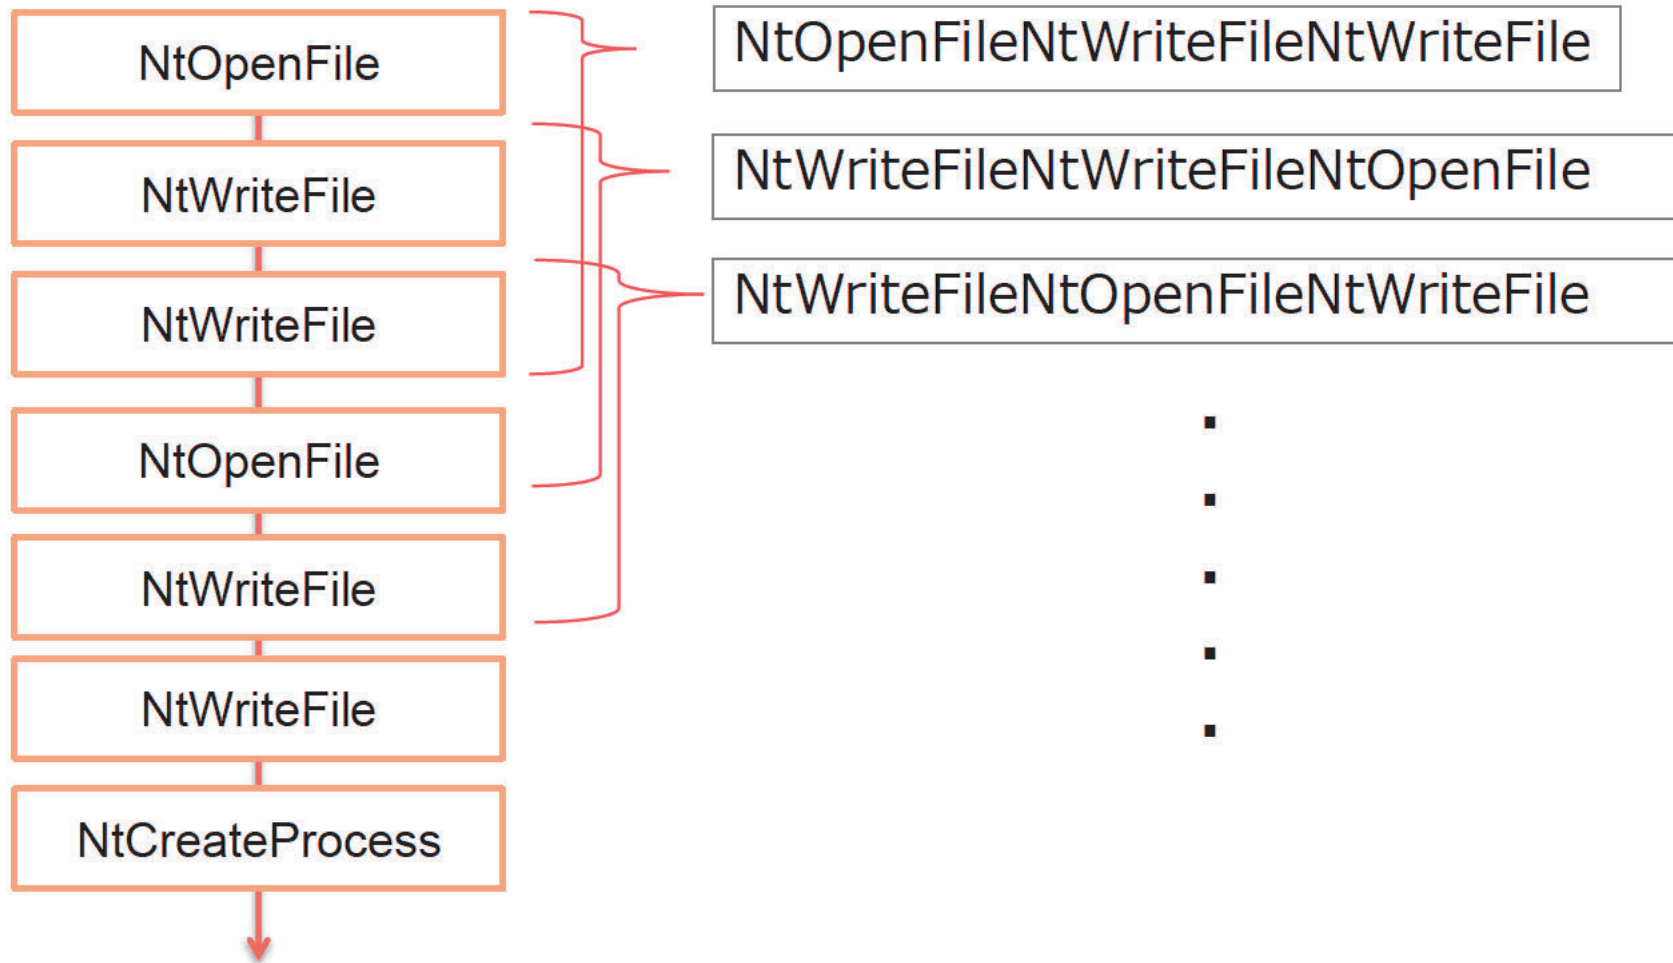 NtOpenFile
NtWriteFile
NtWriteFile
NtOpenFile
NtWriteFile
NtWriteFile
NtCreateProcess
NtOpenFileNtWriteFileNtWriteFile
NtWriteFileNtWriteFileNtOpenFile
NtWriteFileNtOpenFileNtWriteFile